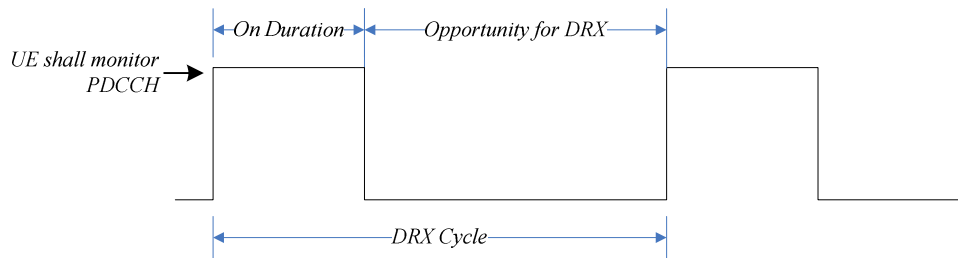 On Duration
Opportunity for DRX
UE shall monitor
PDCCH
DRX Cycle